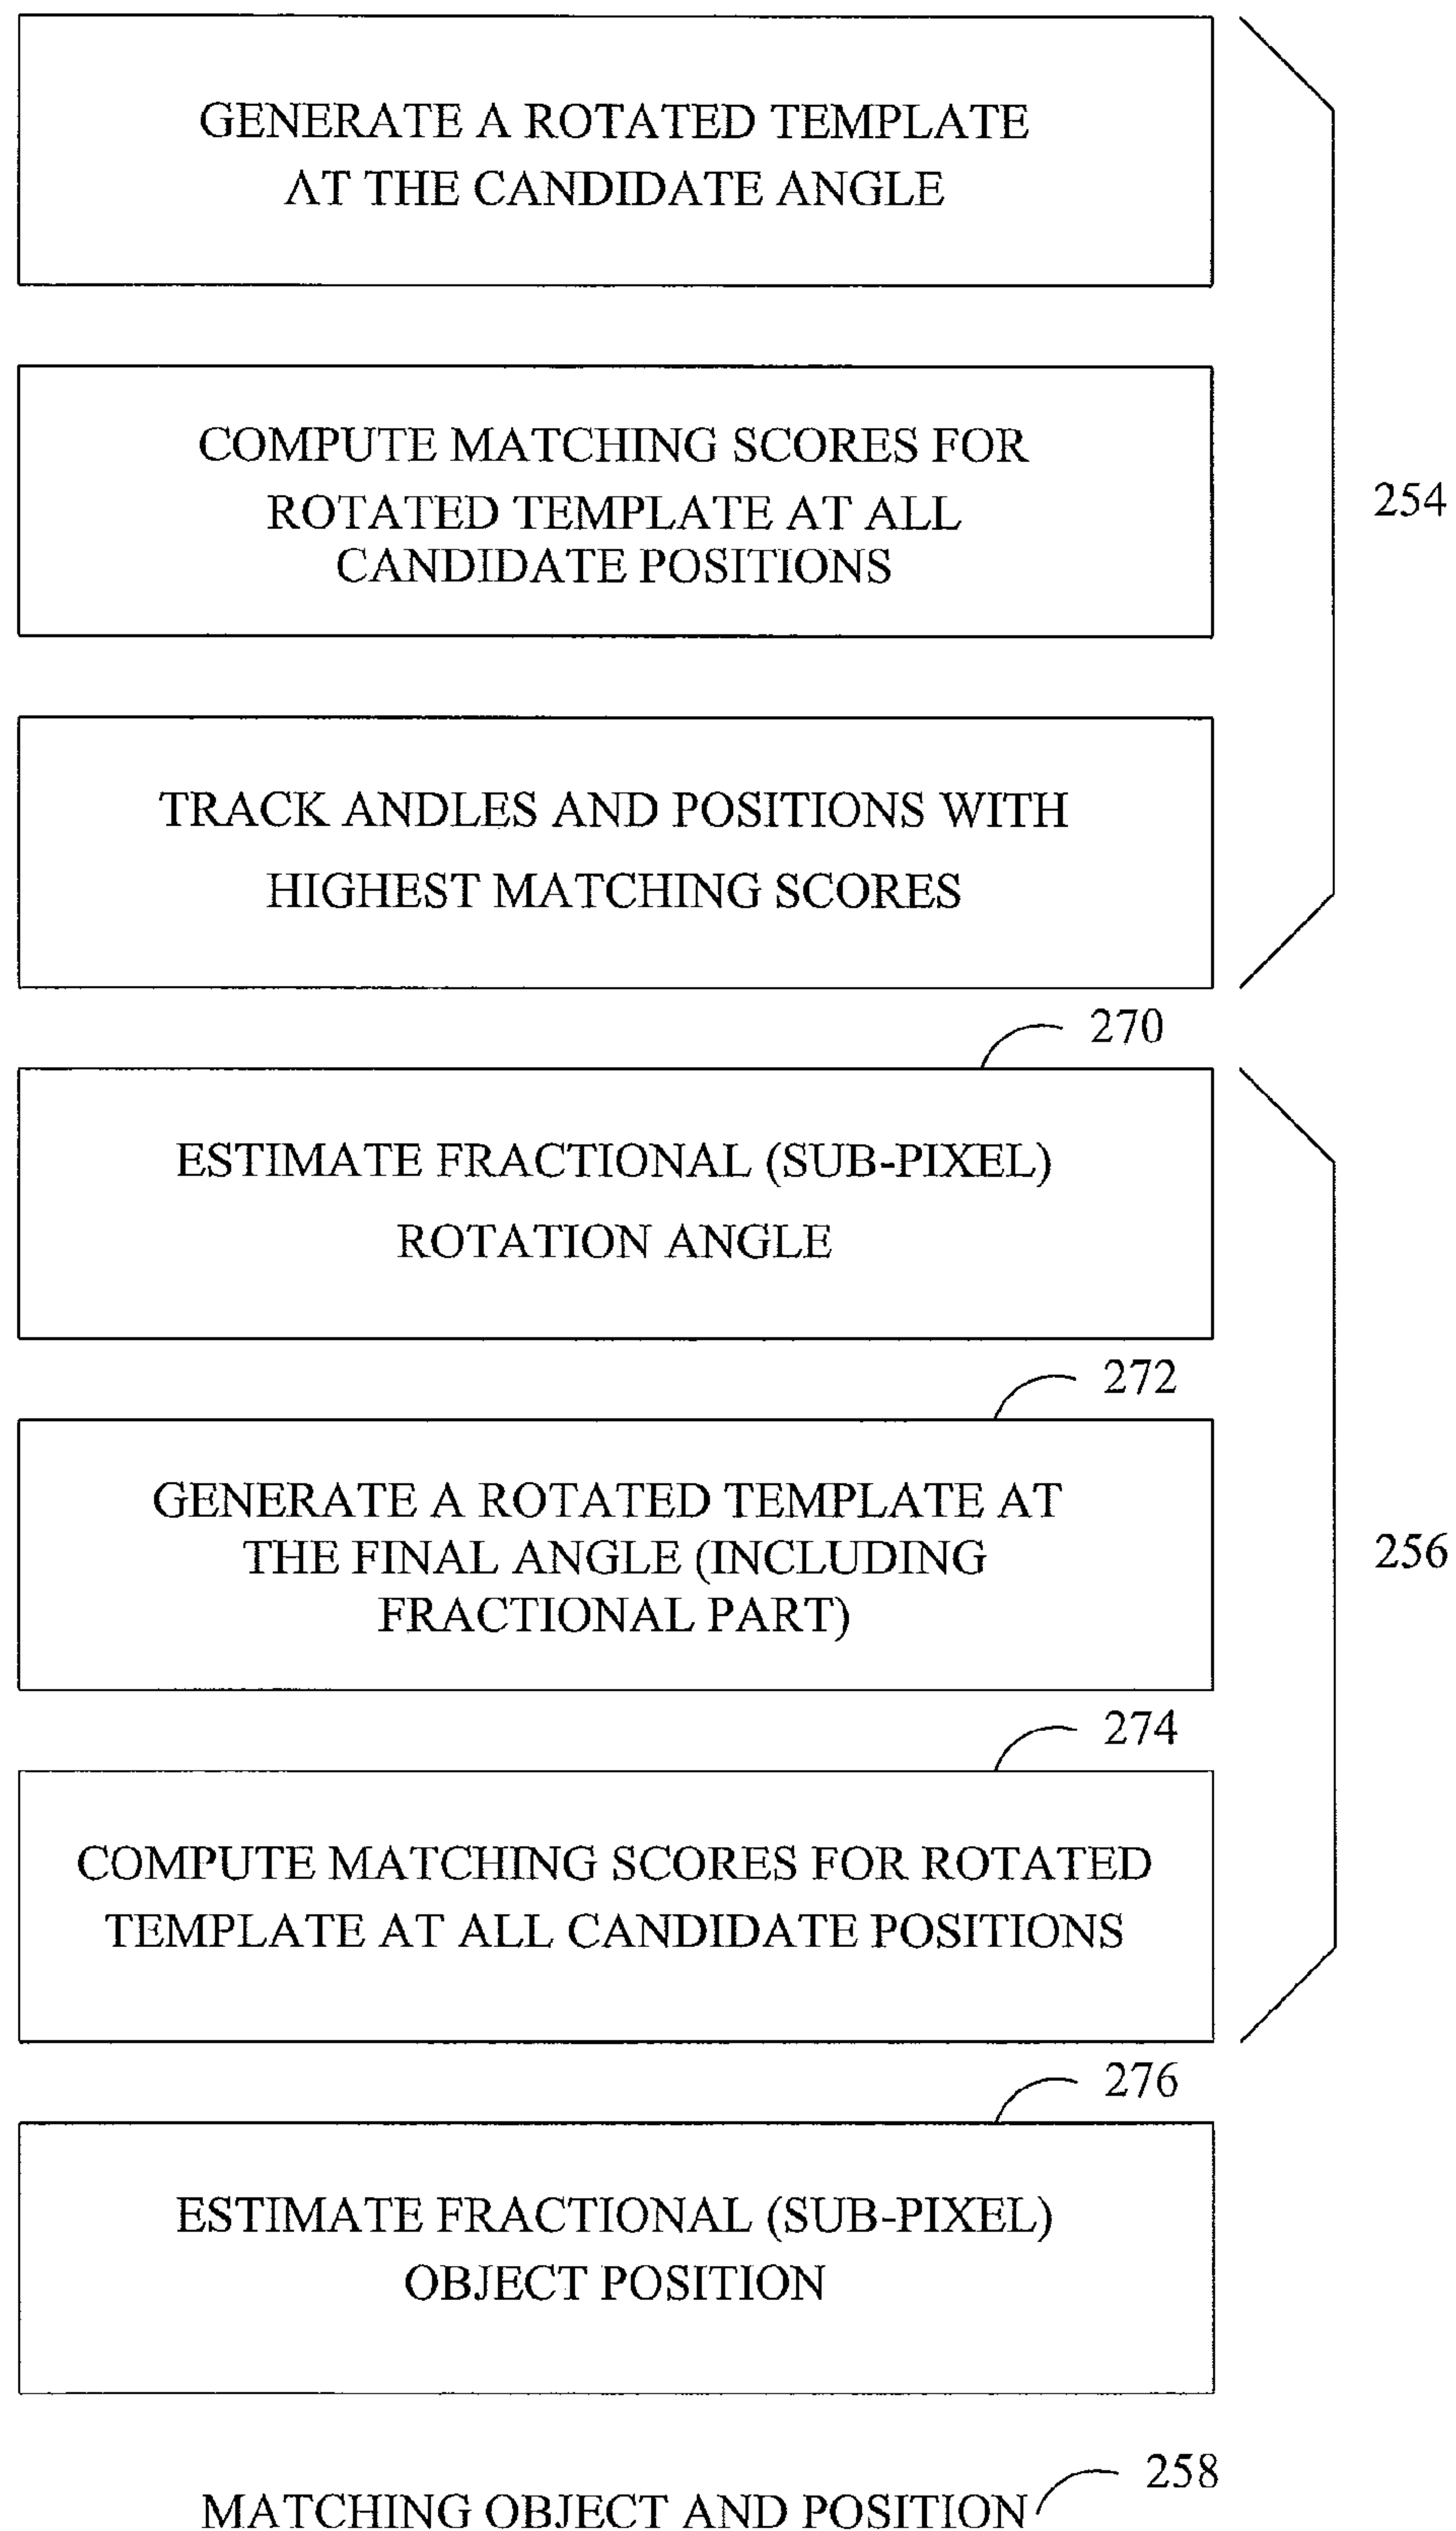 GENERATE A ROTATED TEMPLATE
AT THE CANDIDATE ANGLE
COMPUTE MATCHING SCORES FOR
ROTATED TEMPLATE AT ALL
CANDIDATE POSITIONS
254
TRACK ANDLES AND POSITIONS WITH
HIGHEST MATCHING SCORES
270
ESTIMATE FRACTIONAL (SUB-PIXEL)
ROTATION ANGLE
272
GENERATE A ROTATED TEMPLATE AT
THE FINAL ANGLE (INCLUDING
FRACTIONAL PART)
256
274
COMPUTE MATCHING SCORES FOR ROTATED
TEMPLATE AT ALL CANDIDATE POSITIONS
276
ESTIMATE FRACTIONAL (SUB-PIXEL)
OBJECT POSITION
258
MATCHING OBJECT AND POSITION